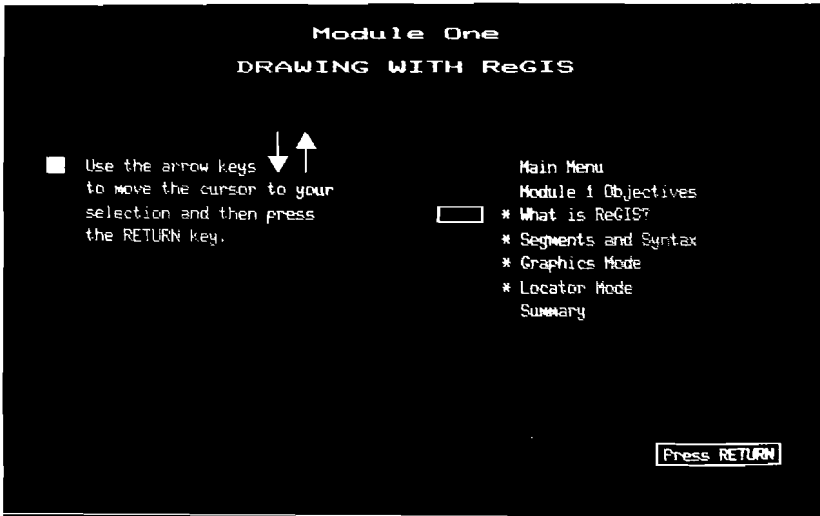 Module One
DRAWING WITH ReGIS
Use the arrow keys
to move the cursor to your
selection and then press
the RETURN key.
Main Menu
Module 1 Objectives
* What is ReGIS?
* Segments and Syntax
* Graphics Mode
* Locator Mode
Summary
Press RETURN